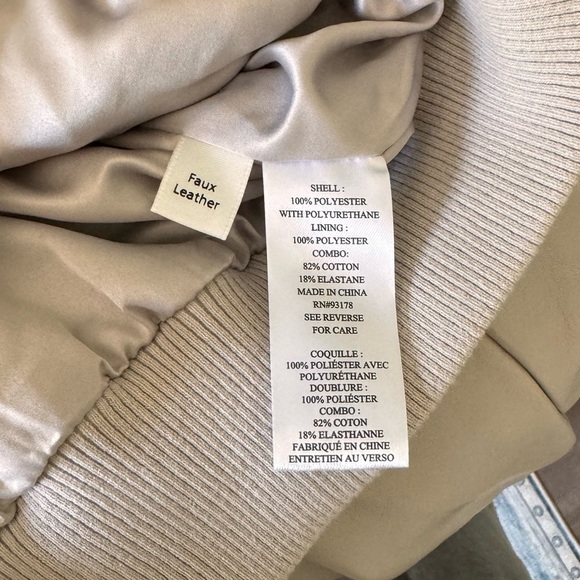 Faux
Leather
SHELL :
100% POLYESTER
WITH POLYURETHANE
LINING :
100% POLYESTER
COMBO:
82% COTTON
18% ELASTANE
MADE IN CHINA
RN#93178
SEE REVERSE
FOR CARE
COQUILLE :
100% POLIÉSTER AVEC
POLYURÉTHANE
DOUBLURE :
100% POLIÉSTER
COMBO :
82% COTON
18% ELASTHANNE
FABRIQUÉ EN CHINE
ENTRETIEN AU VERSO